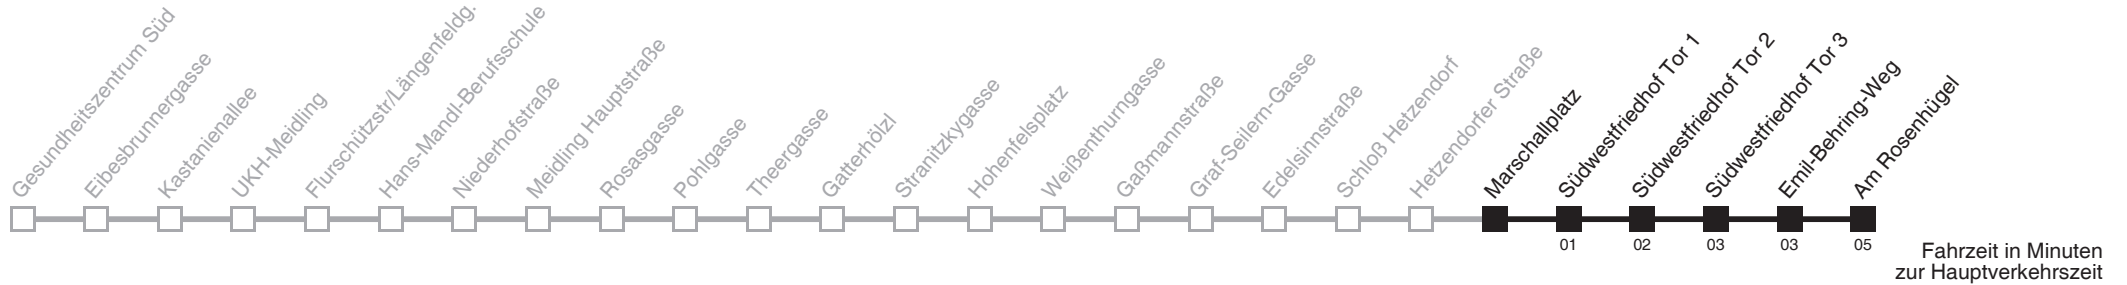 Gesundheitszentrum Süd
Eibesbrunnergasse
Kastanienallee
UKH-Meidling
Flurschützstr/Längenfeldg.
Hans-Mandl-Berufsschule
Niederhofstraße
Meidling Hauptstraße
Rosasgasse
Pohlgasse
Theergasse
Gatterhölzl
Stranitzkygasse
Hohenfelsplatz
Weißenthurngasse
Gaßmannstraße
Graf-Seilern-Gasse
Edelsinnstraße
Schloß Hetzendorf
Hetzendorfer Straße
Marschallplatz
Südwestfriedhof Tor 1
Südwestfriedhof Tor 2
Südwestfriedhof Tor 3
Emil-Behring-Weg
Am Rosenhügel
01 02 03 03 05
Fahrzeit in Minuten
zur Hauptverkehrszeit